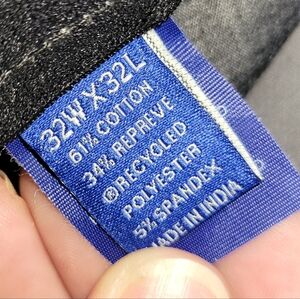 32W X 32L
61% COTTON
34% REPREVE
®RECYCLED
POLYESTER
5% SPANDEX
MADE IN INDIA